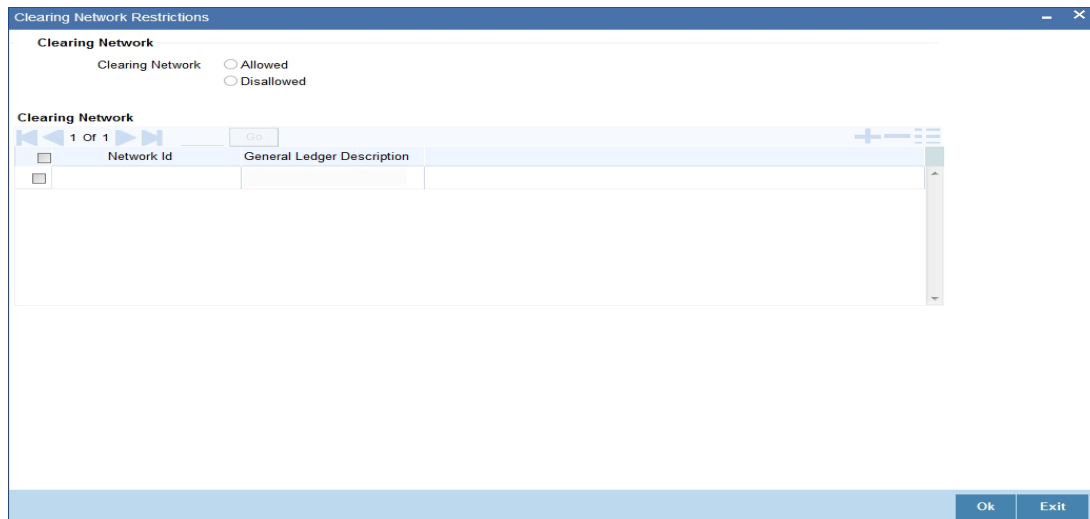 Clearing Network Restrictions
Clearing Network
Clearing Network Allowed
Disallowed
Clearing Network
1 Of 1 Go
Network Id General Ledger Description
Ok Exit